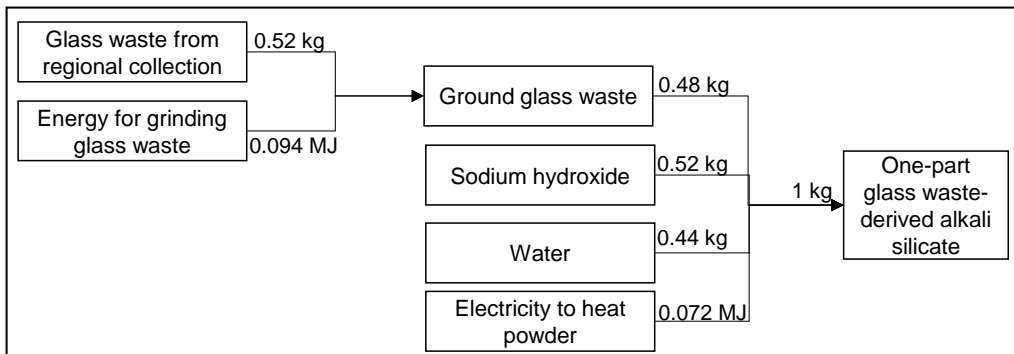 Glass waste from
regional collection
0.52 kg
Energy for grinding
glass waste
0.094 MJ
Ground glass waste
0.48 kg
Sodium hydroxide
0.52 kg
Water
0.44 kg
Electricity to heat
powder
0.072 MJ
1 kg
One-part
glass waste-
derived alkali
silicate